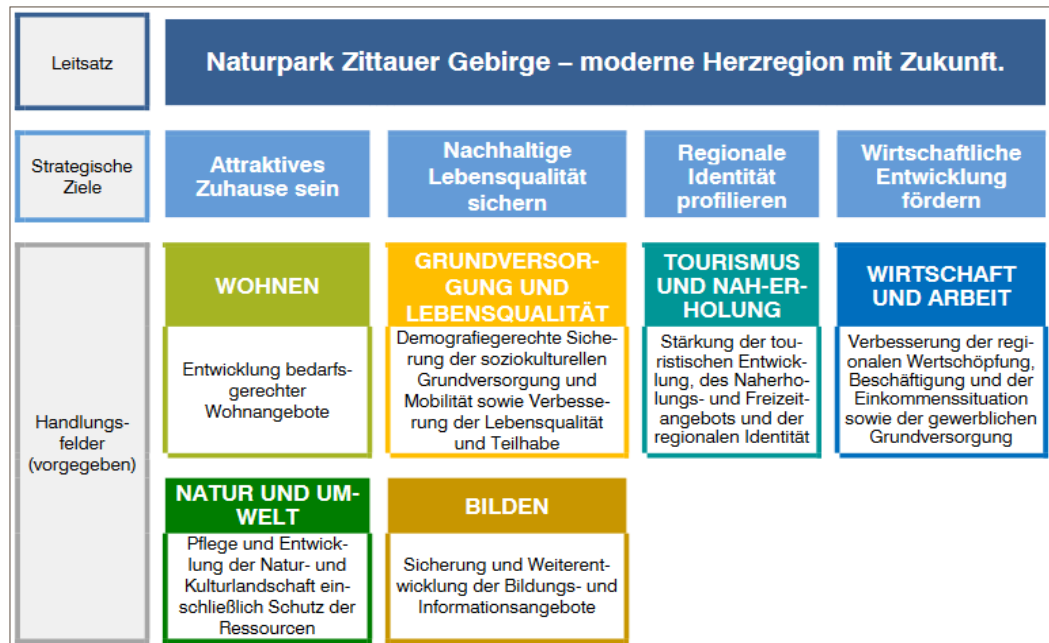 Leitsatz
Naturpark Zittauer Gebirge – moderne Herzregion mit Zukunft.
Strategische
Ziele
Attraktives
Zuhause sein
Nachhaltige
Lebensqualität
sichern
Regionale
Identität
profilieren
Wirtschaftliche
Entwicklung
fördern
Handlungs-
felder
(vorgegeben)
WOHNEN
Entwicklung bedarfs-
gerechter
Wohnangebote
GRUNDVERSOR-
GUNG UND
LEBENSQUALITÄT
Demografiegerechte Siche-
rung der soziokulturellen
Grundversorgung und
Mobilität sowie Verbesse-
rung der Lebensqualität
und Teilhabe
TOURISMUS
UND NAH-ER-
HOLUNG
Stärkung der tou-
ristischen Entwick-
lung, des Naherho-
lungs- und Freizeit-
angebots und der
regionalen Identität
WIRTSCHAFT
UND ARBEIT
Verbesserung der regi-
onalen Wertschöpfung,
Beschäftigung und der
Einkommenssituation
sowie der gewerblichen
Grundversorgung
NATUR UND UM-
WELT
Pflege und Entwick-
lung der Natur- und
Kulturlandschaft ein-
schließlich Schutz der
Ressourcen
BILDEN
Sicherung und Weiterent-
wicklung der Bildungs- und
Informationsangebote